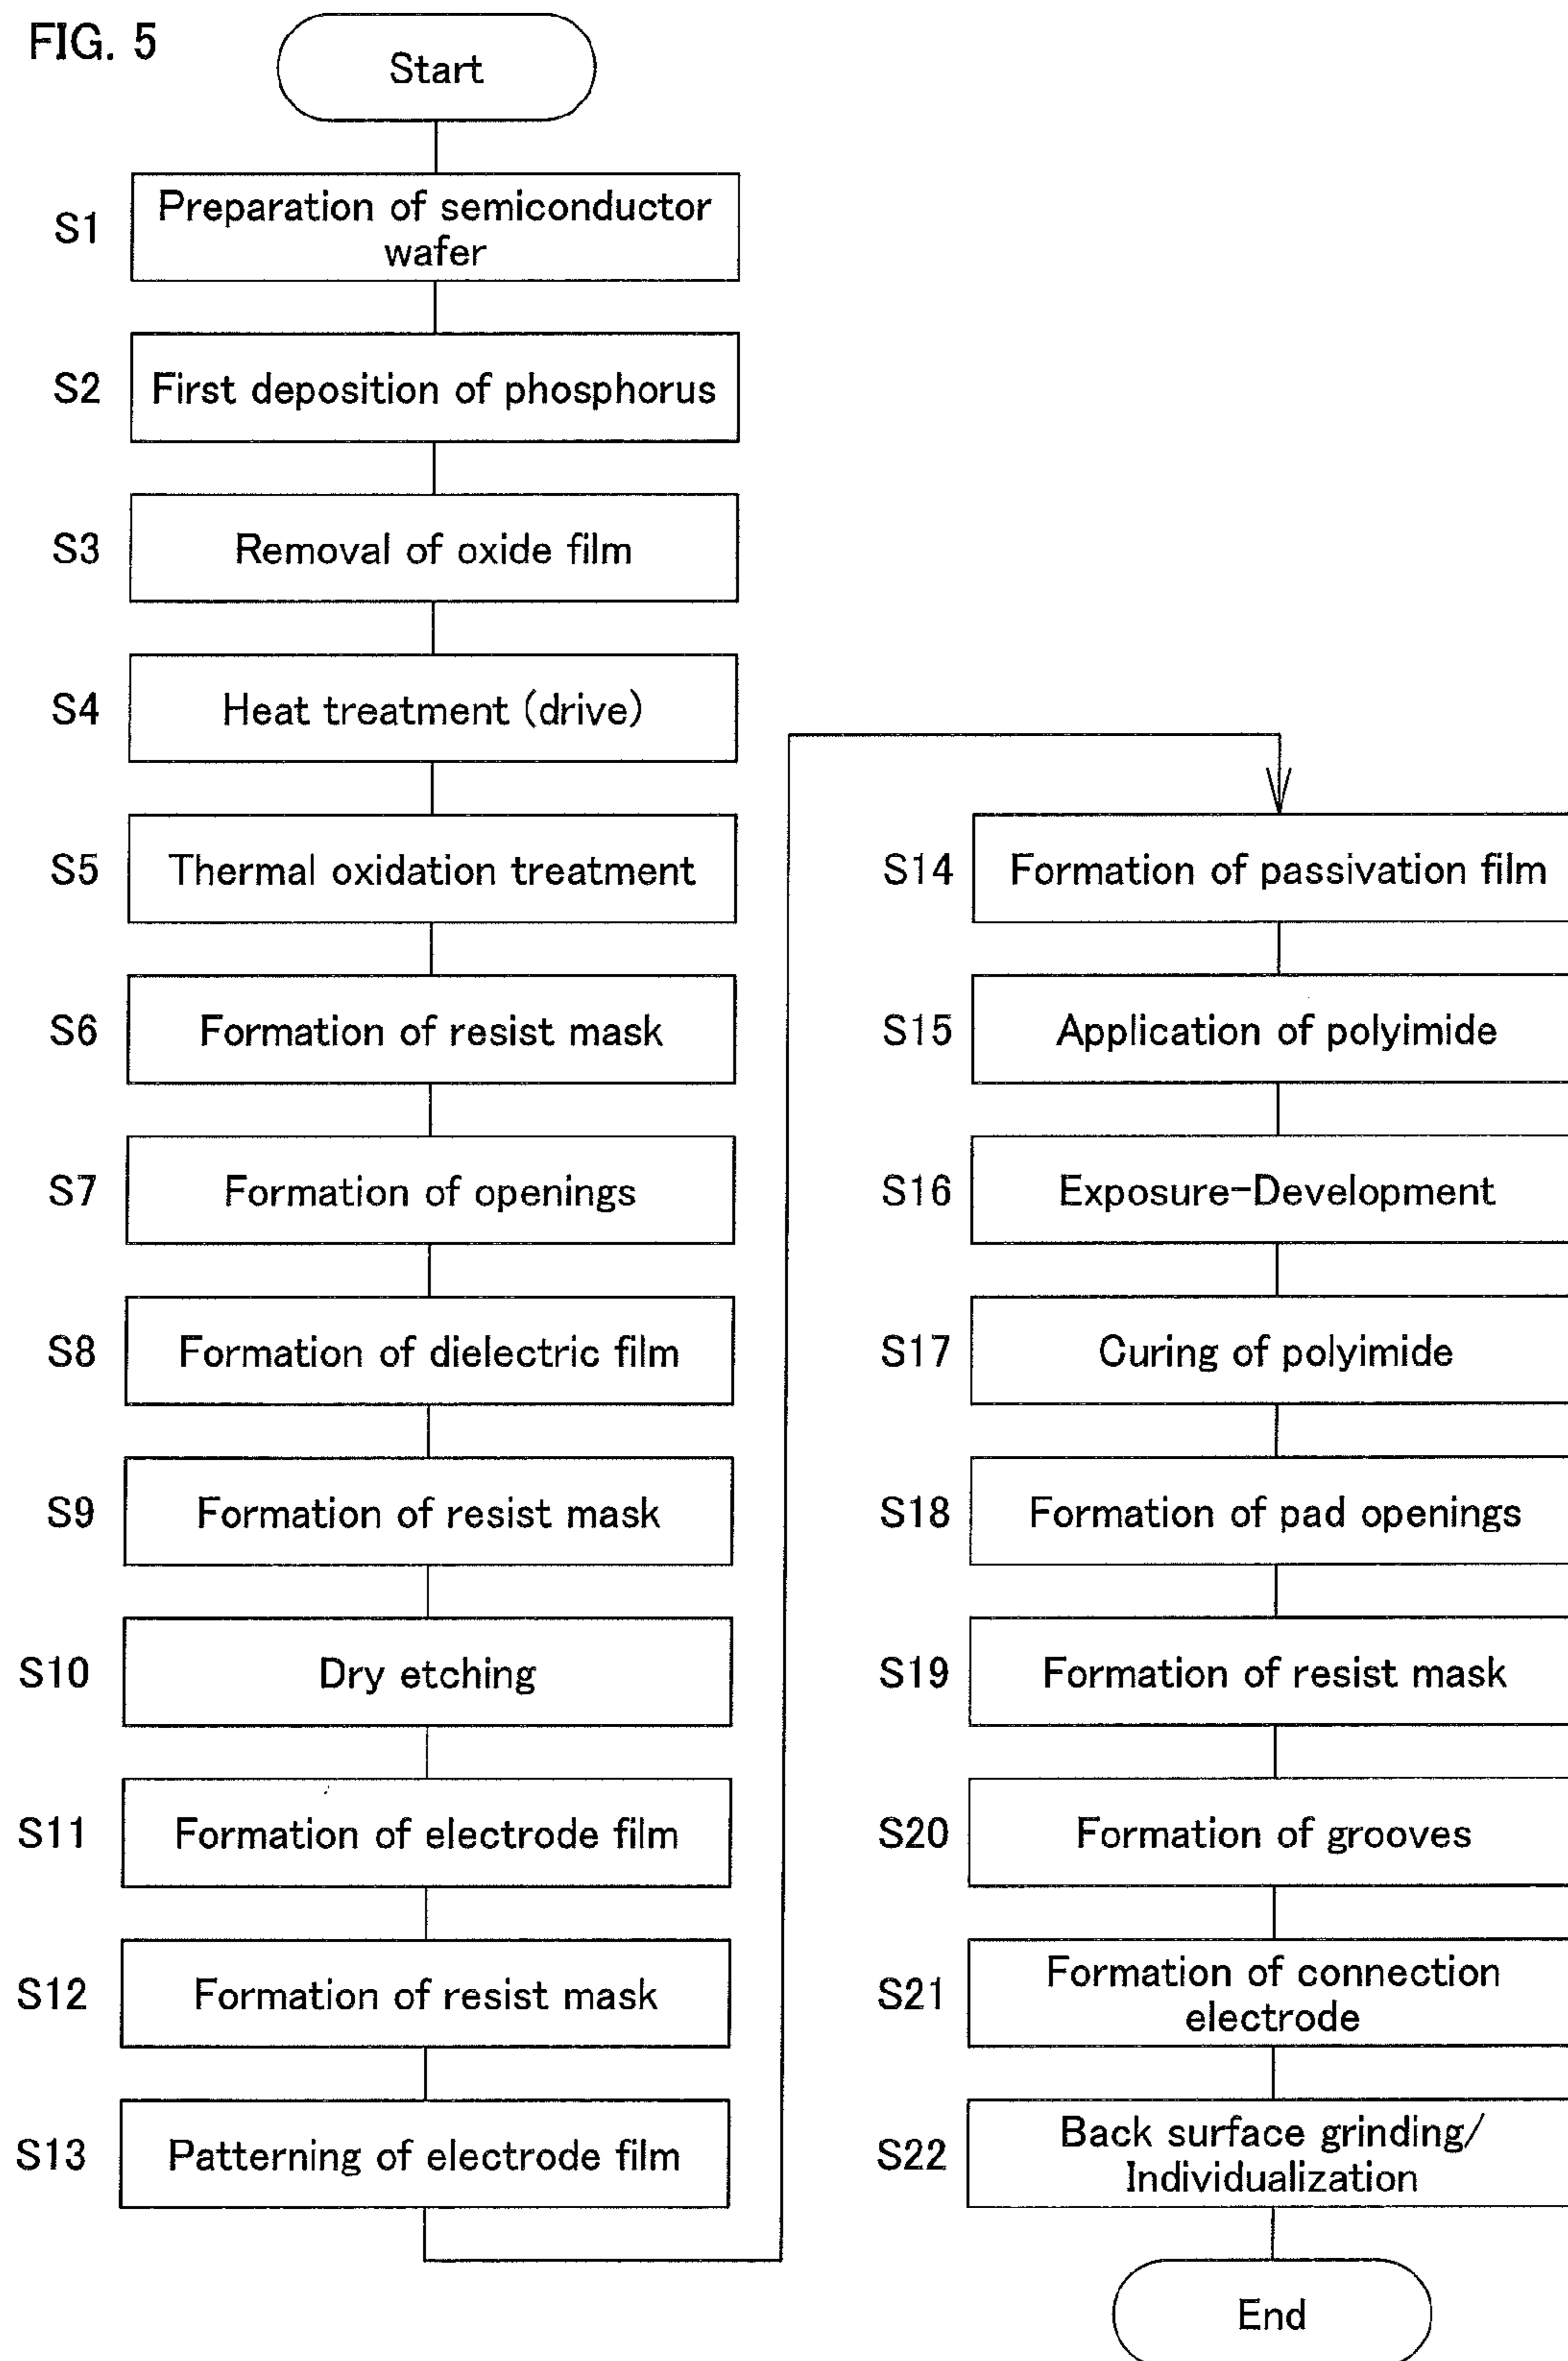 FIG. 5
Start
S1
Preparation of semiconductor
wafer
S2
First deposition of phosphorus
S3
Removal of oxide film
S4
Heat treatment (drive)
S5
Thermal oxidation treatment
S6
Formation of resist mask
S7
Formation of openings
S8
Formation of dielectric film
S9
Formation of resist mask
S10
Dry etching
S11
Formation of electrode film
S12
Formation of resist mask
S13
Patterning of electrode film
S14
Formation of passivation film
S15
Application of polyimide
S16
Exposure-Development
S17
Curing of polyimide
S18
Formation of pad openings
S19
Formation of resist mask
S20
Formation of grooves
S21
Formation of connection
electrode
S22
Back surface grinding/
Individualization
End